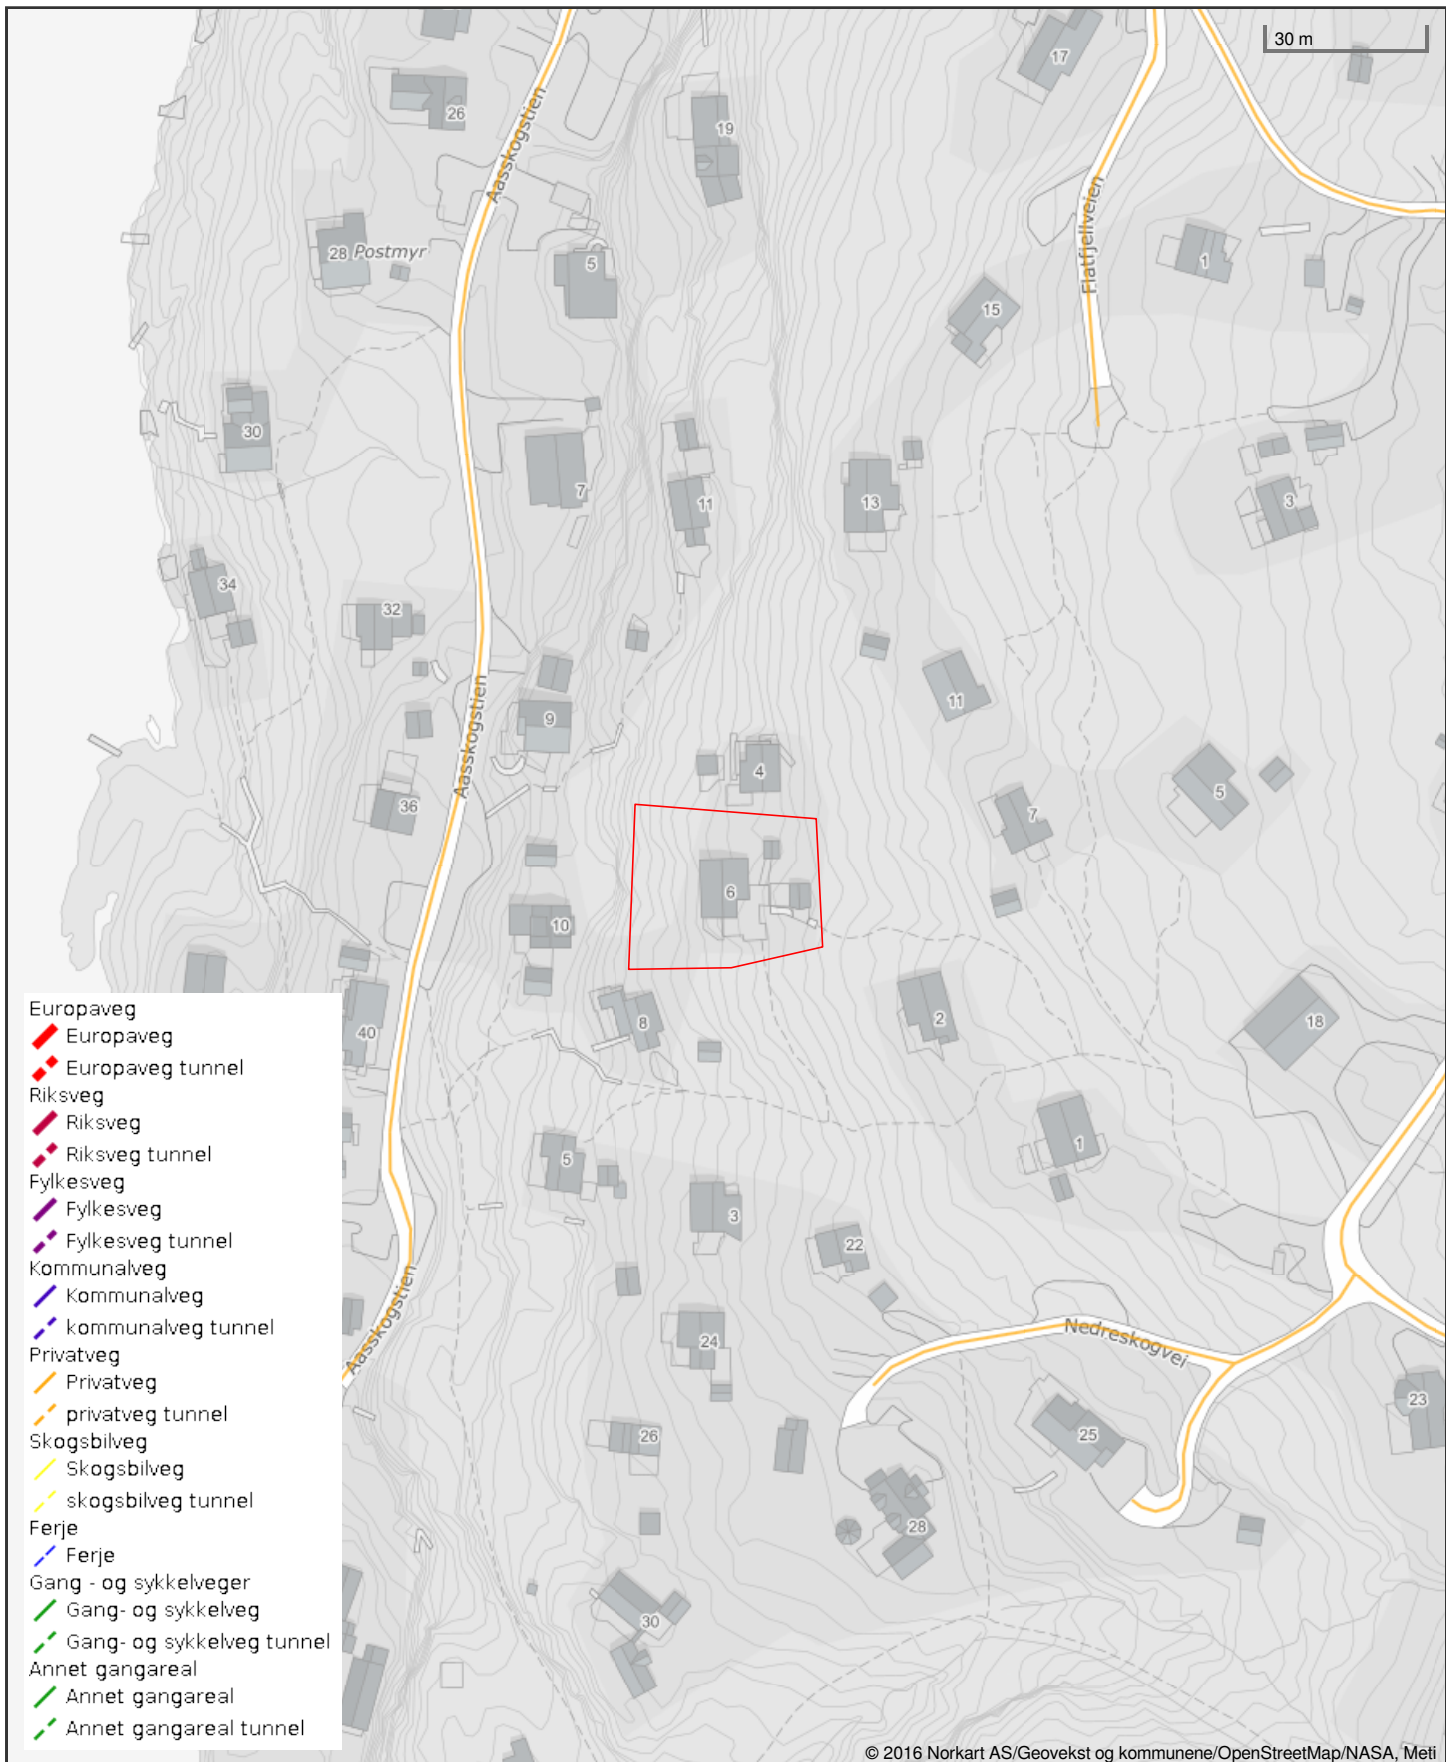 30 m
17
26
19
Aasskogstien
Flatfjellveien
28 Postmyr
5
1
15
30
7
11
13
3
34
32
11
9
Aasskogstien
4
36
7
5
6
10
8
2
18
40
5
1
3
22
Aasskogstien
24
Nedreskogvei
23
26
25
28
30
Europaveg
Europaveg
Europaveg tunnel
Riksveg
Riksveg
Riksveg tunnel
Fylkesveg
Fylkesveg
Fylkesveg tunnel
Kommunalveg
Kommunalveg
kommunalveg tunnel
Privatveg
Privatveg
privatveg tunnel
Skogsbilveg
Skogsbilveg
skogsbilveg tunnel
Ferje
Ferje
Gang - og sykkelveger
Gang- og sykkelveg
Gang- og sykkelveg tunnel
Annet gangareal
Annet gangareal
Annet gangareal tunnel
© 2016 Norkart AS/Geovekst og kommunene/OpenStreetMap/NASA, Meti